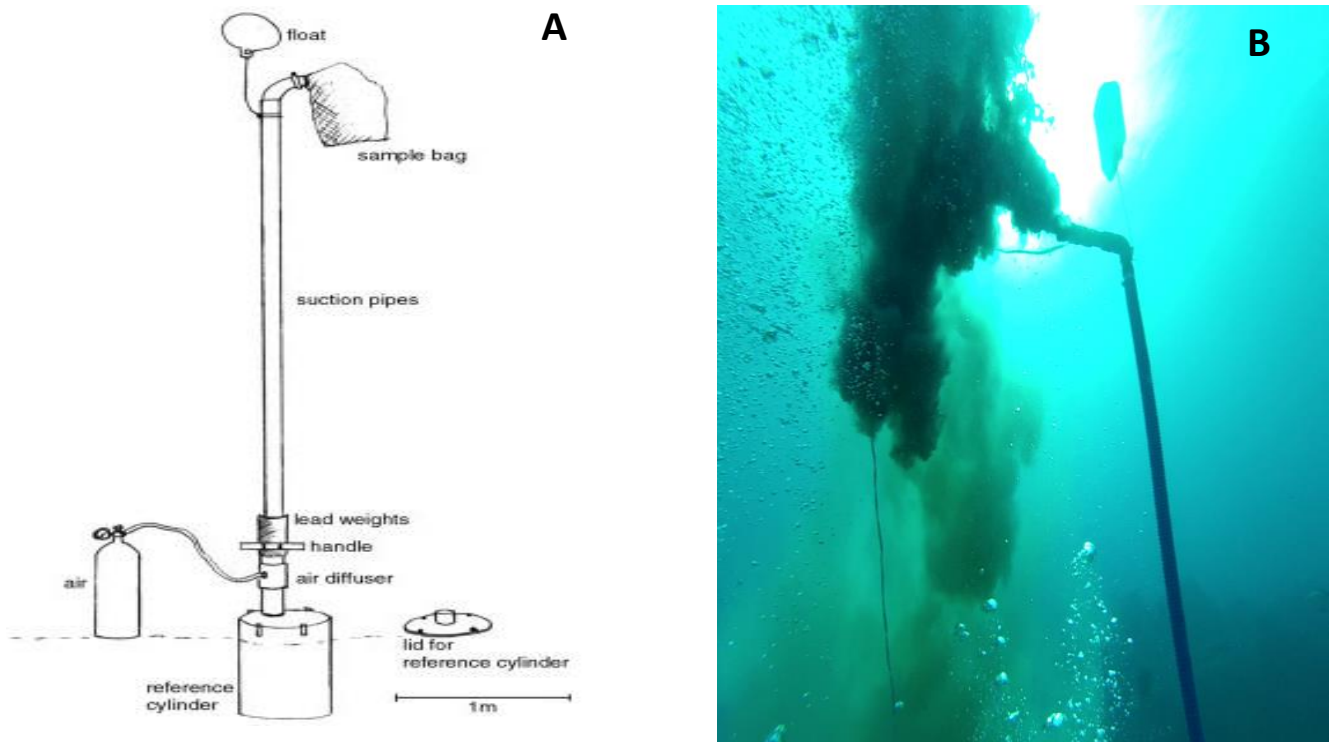 A
B
float
sample bag
suction pipes
lead weights
handle
air diffuser
air
lid for
reference cylinder
reference
cylinder
1m